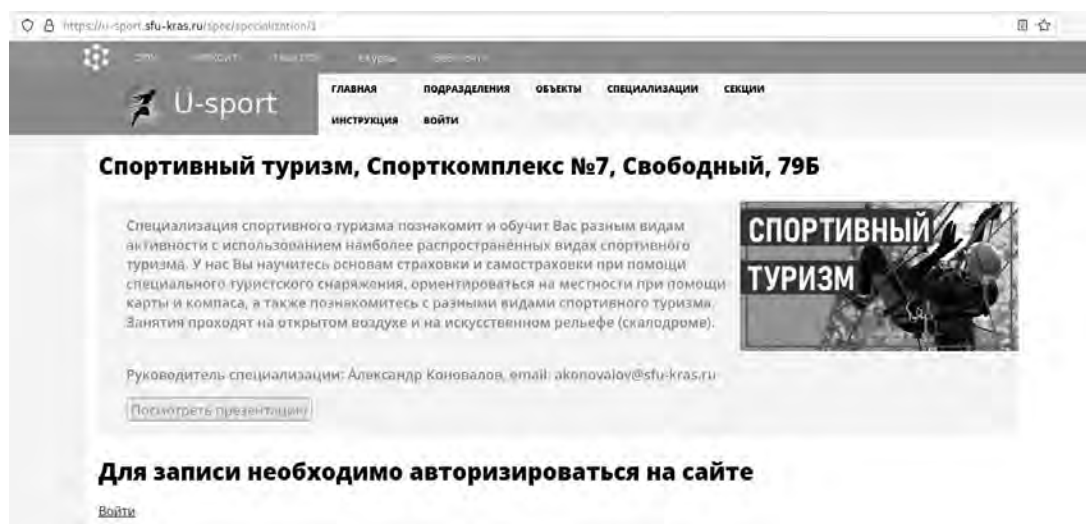 https://u-sport.sfu-kras.ru/spec/specialization/1
U-sport
ГЛАВНАЯ ПОДРАЗДЕЛЕНИЯ ОБЪЕКТЫ СПЕЦИАЛИЗАЦИИ СЕКЦИИ
ИНСТРУКЦИЯ ВОЙТИ
Спортивный туризм, Спорткомплекс №7, Свободный, 79Б
Специализация спортивного туризма познакомит и обучит Вас разным видам
активности с использованием наиболее распространенных видах спортивного
туризма. У нас Вы научитесь основам страховки и самостраховки при помощи
специального туристского снаряжения, ориентироваться на местности при помощи
карты и компаса, а также познакомитесь с разными видами спортивного туризма.
Занятия проходят на открытом воздухе и на искусственном рельефе (скалодроме).
СПОРТИВНЫЙ
ТУРИЗМ
Руководитель специализации: Александр Коновалов, email: akonovalov@sfu-kras.ru
Посмотреть презентацию
Для записи необходимо авторизироваться на сайте
Войти